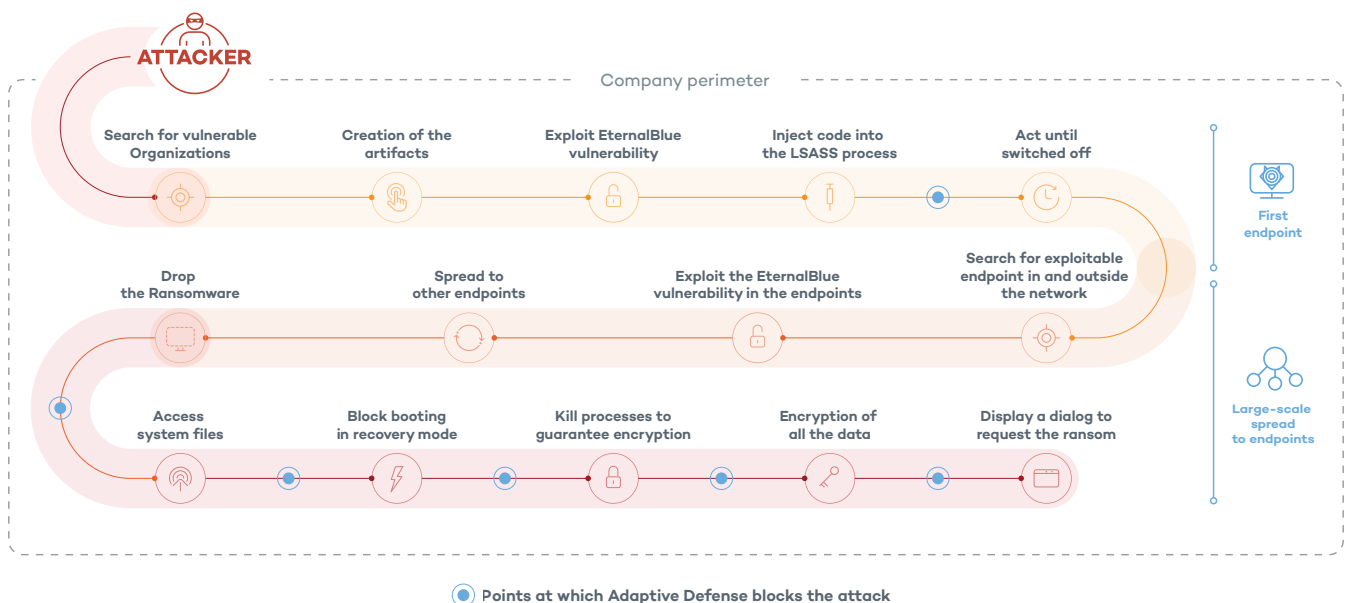 ATTACKER
Company perimeter
Search for vulnerable
Organizations
Creation of the
artifacts
Exploit EternalBlue
vulnerability
Inject code into
the LSASS process
Act until
switched off
First
endpoint
Drop
the Ransomware
Spread to
other endpoints
Exploit the EternalBlue
vulnerability in the endpoints
Search for exploitable
endpoint in and outside
the network
Large-scale
spread
to endpoints
Access
system files
Block booting
in recovery mode
Kill processes to
guarantee encryption
Encryption of
all the data
Display a dialog to
request the ransom
Points at which Adaptive Defense blocks the attack